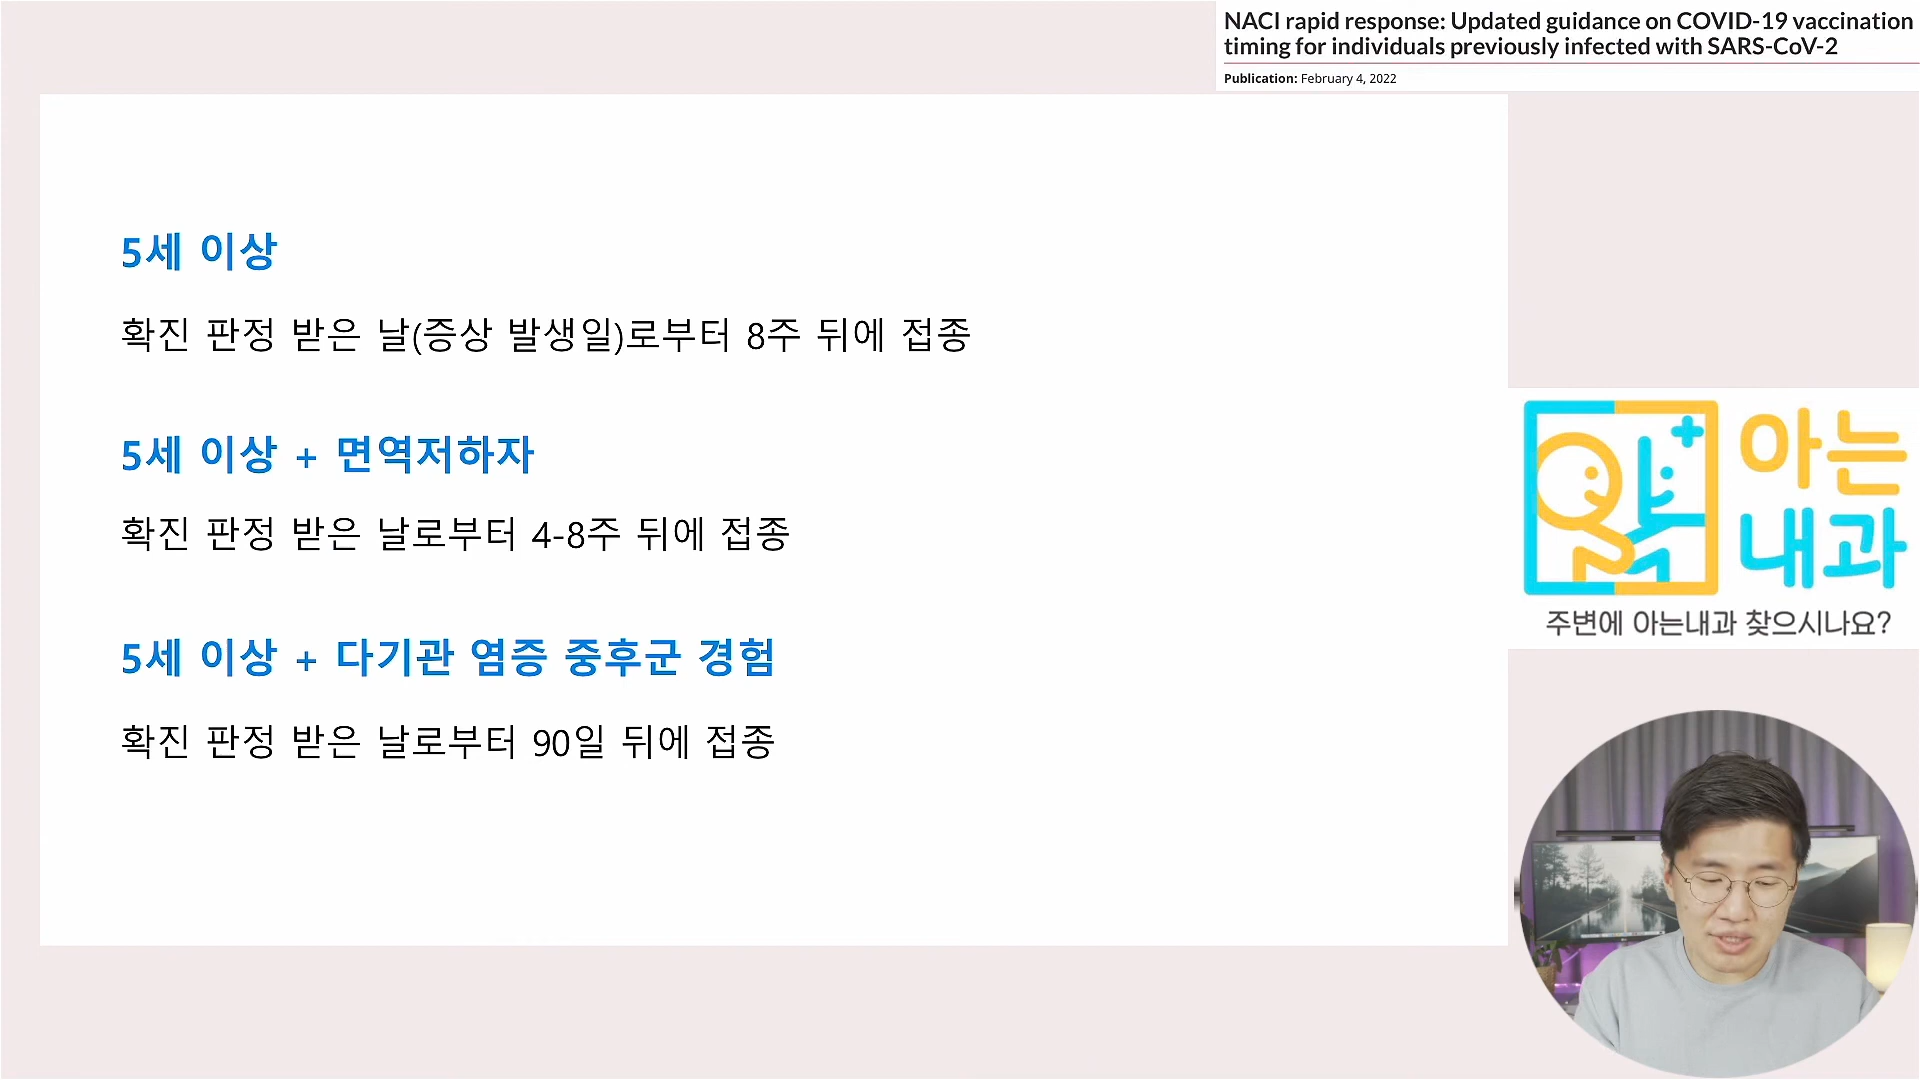 NACI rapid response: Updated guidance on COVID-19 vaccination
timing for individuals previously infected with SARS-CoV-2
Publication: February 4, 2022
5세 이상
확진 판정 받은 날(증상 발생일)로부터 8주 뒤에 접종
5세 이상 + 면역저하자
확진 판정 받은 날로부터 4-8주 뒤에 접종
5세 이상 + 다기관 염증 중후군 경험
확진 판정 받은 날로부터 90일 뒤에 접종
아는
내과
주변에 아는내과 찾으시나요?